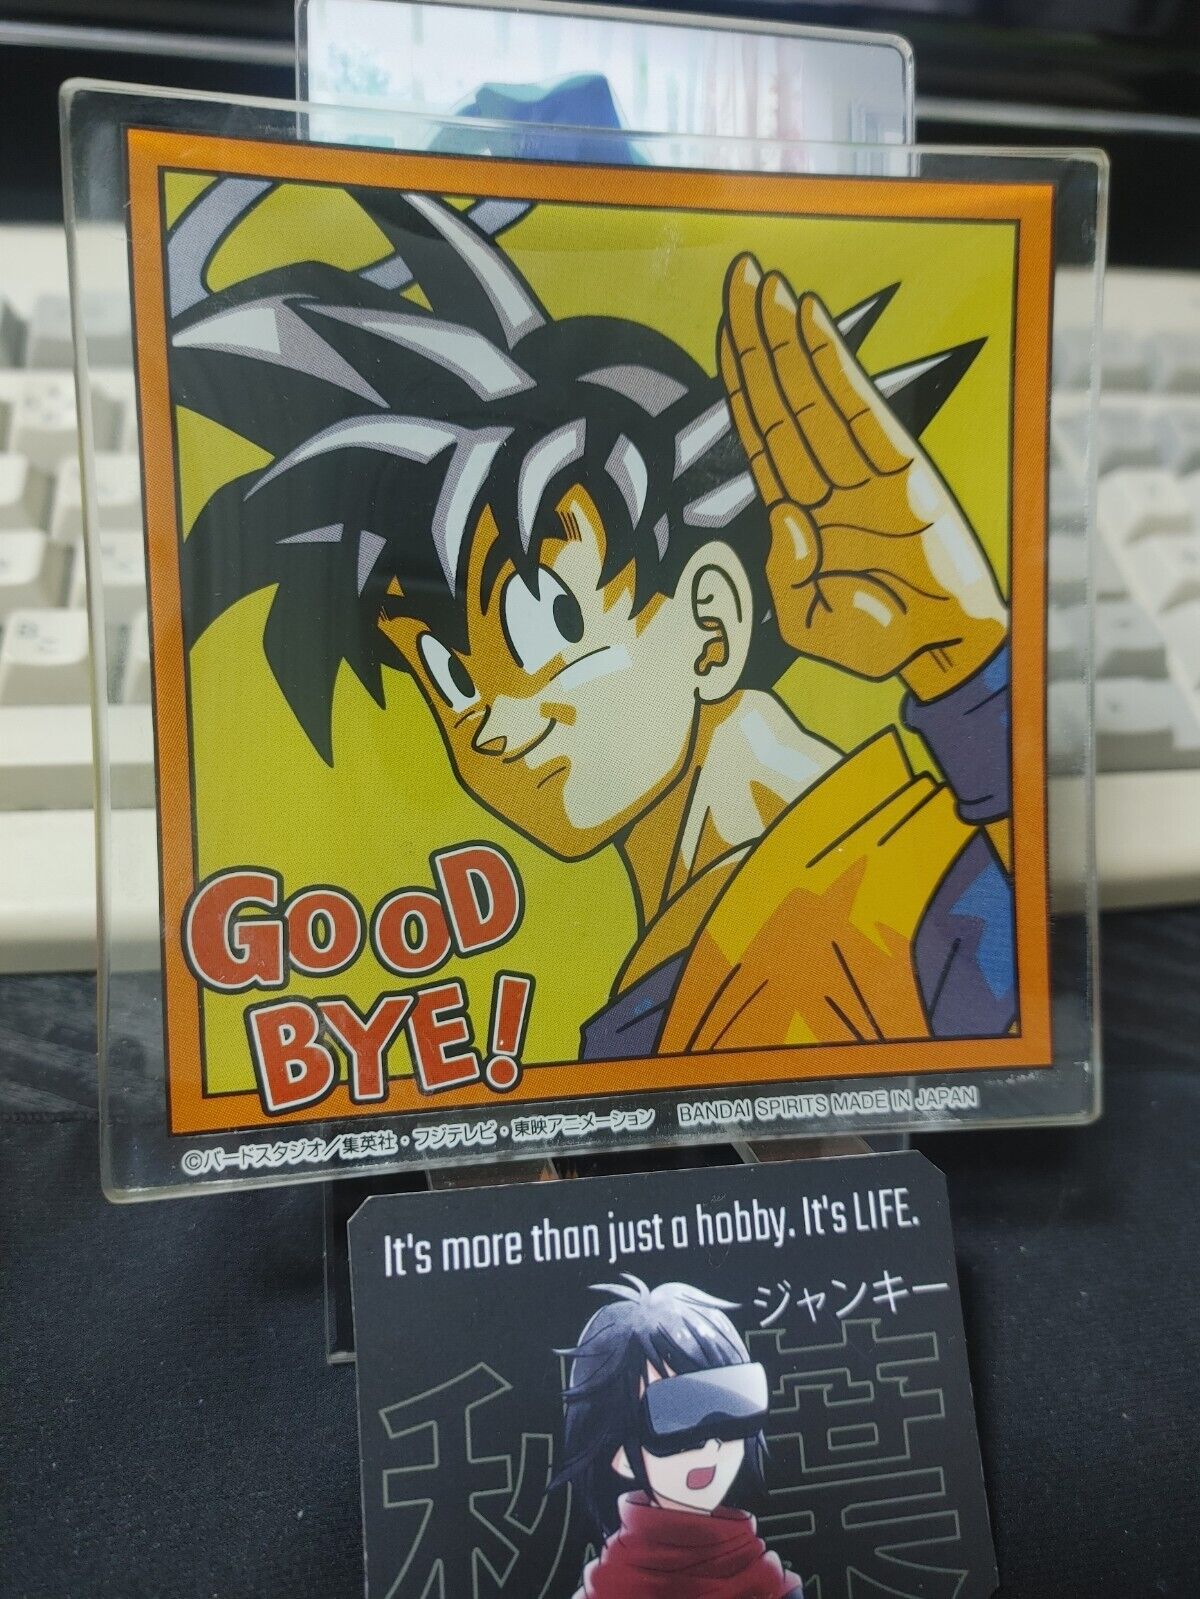 GOOD
BYE!
©バードスタジオ／集英社・フジテレビ・東映アニメーション BANDAI SPIRITS MADE IN JAPAN
It's more than just a hobby. It's LIFE.
ジャンキー
秋葉